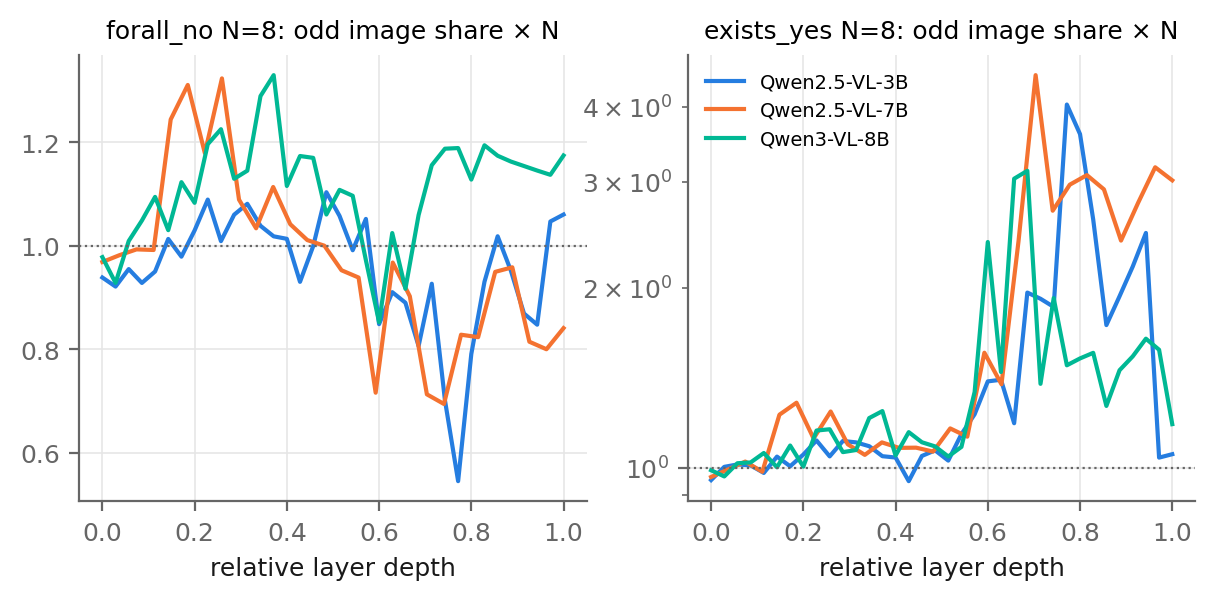 forall_no N=8: odd image share × N
1.2
1.0
0.8
0.6
0.0 0.2 0.4 0.6 0.8 1.0
relative layer depth
exists_yes N=8: odd image share × N
Qwen2.5-VL-3B
Qwen2.5-VL-7B
Qwen3-VL-8B
4 × 10⁰
3 × 10⁰
2 × 10⁰
10⁰
0.0 0.2 0.4 0.6 0.8 1.0
relative layer depth